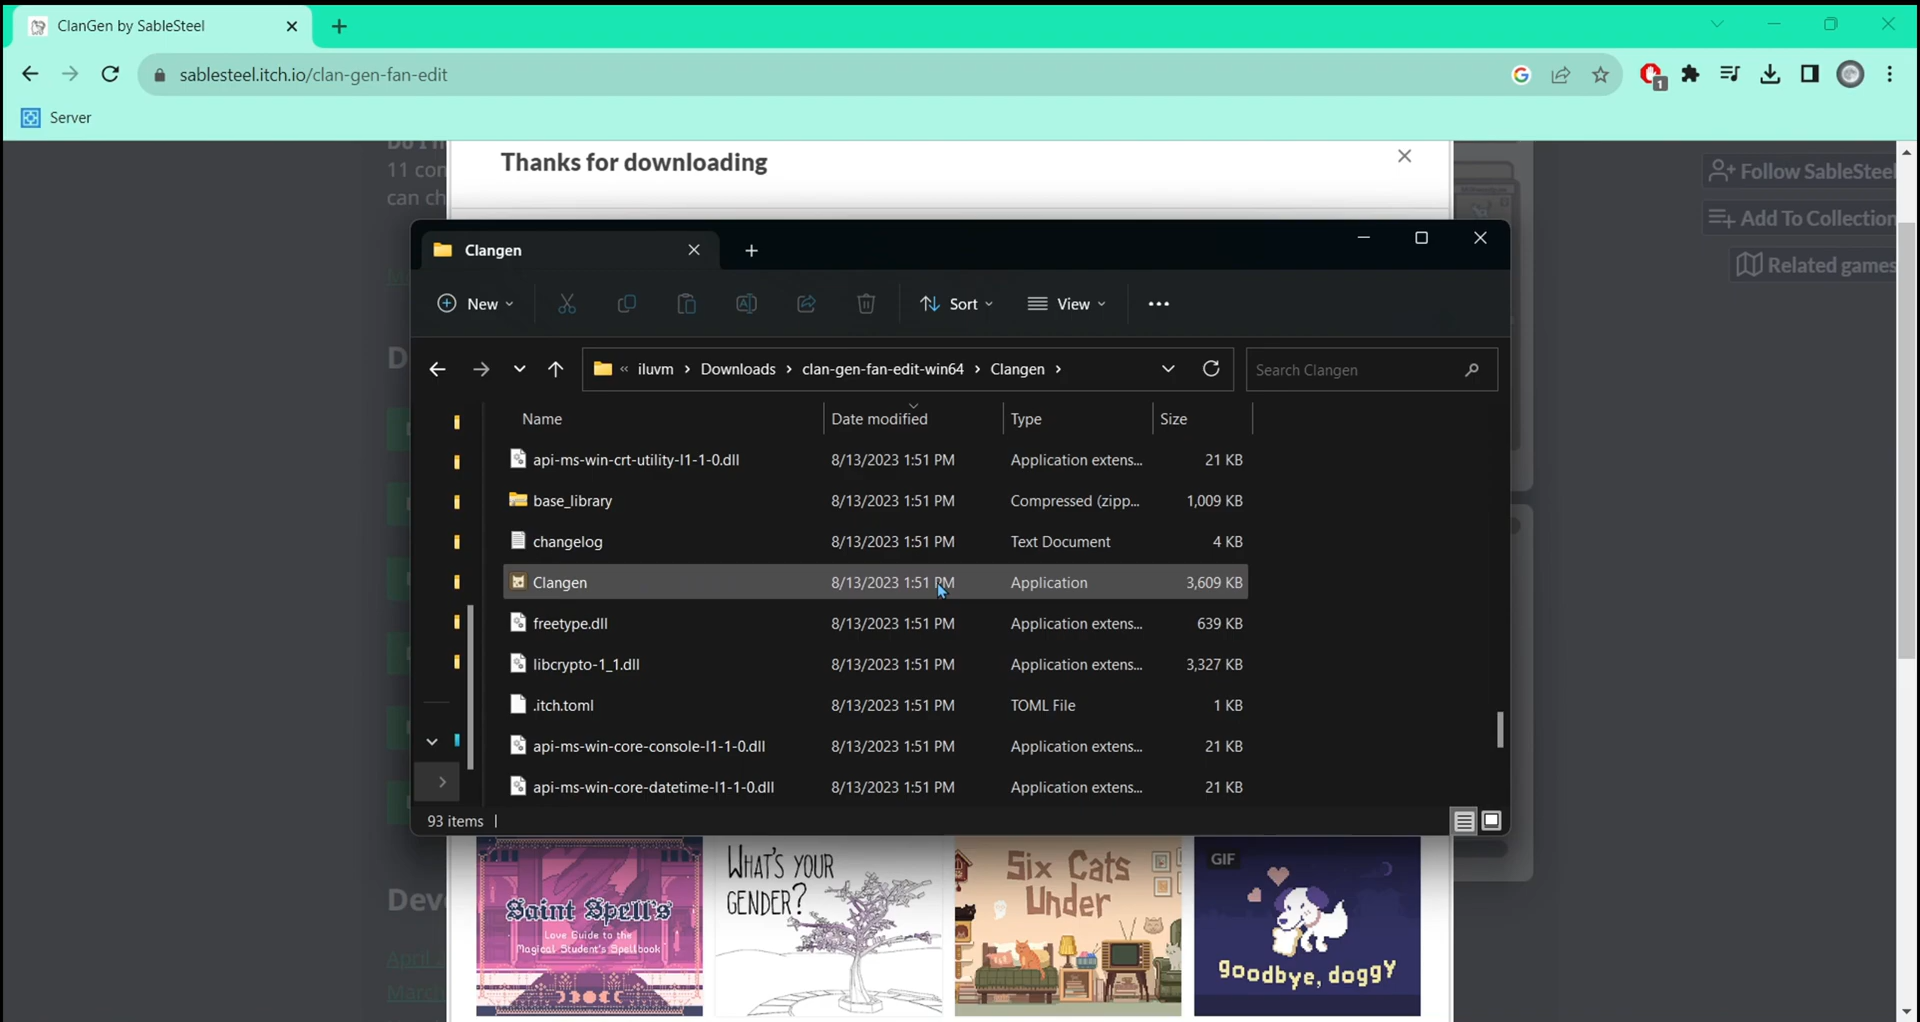 ClanGen by SableSteel
sablesteel.itch.io/clan-gen-fan-edit
1
Server
11 con
can ch
Thanks for downloading
Follow SableSteel
Add To Collection
Related games
Clangen
New
Sort
View
« iluvm > Downloads > clan-gen-fan-edit-win64 > Clangen >
Search Clangen
Name Date modified Type Size
api-ms-win-crt-utility-l1-1-0.dll 8/13/2023 1:51 PM Application extens... 21 KB
base_library 8/13/2023 1:51 PM Compressed (zipp... 1,009 KB
changelog 8/13/2023 1:51 PM Text Document 4 KB
Clangen 8/13/2023 1:51 PM Application 3,609 KB
freetype.dll 8/13/2023 1:51 PM Application extens... 639 KB
libcrypto-1_1.dll 8/13/2023 1:51 PM Application extens... 3,327 KB
.itch.toml 8/13/2023 1:51 PM TOML File 1 KB
api-ms-win-core-console-l1-1-0.dll 8/13/2023 1:51 PM Application extens... 21 KB
api-ms-win-core-datetime-l1-1-0.dll 8/13/2023 1:51 PM Application extens... 21 KB
93 items
D
Dev
April
March
Saint Spell's
Love Guide to the
Magical Student's Spellbook
WHAT'S YOUR
GENDER?
Six Cats
Under
GIF
goodbye, doggy